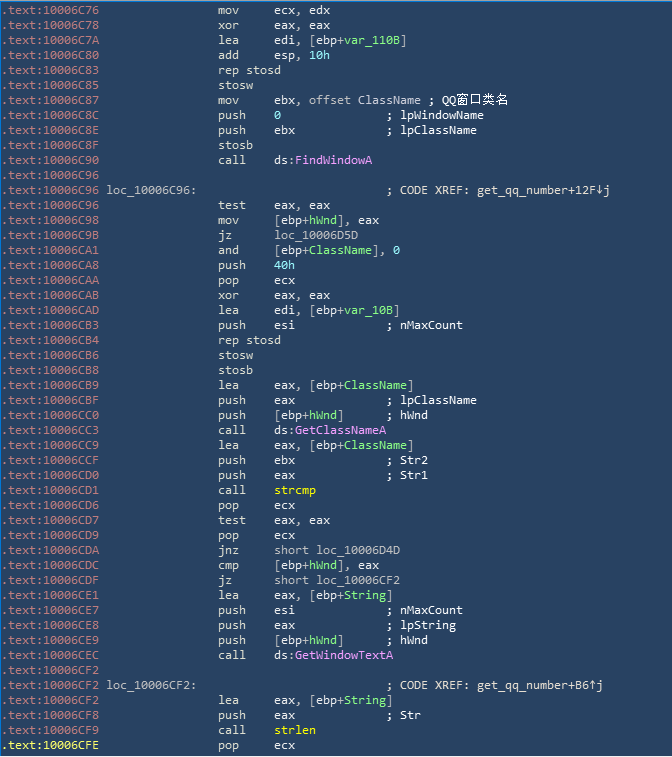 .text:10006C76 mov ecx, edx
.text:10006C78 xor eax, eax
.text:10006C7A lea edi, [ebp+var_110B]
.text:10006C80 add esp, 10h
.text:10006C83 rep stosd
.text:10006C85 stosw
.text:10006C87 mov ebx, offset ClassName ; QQ窗口类名
.text:10006C8C push 0 ; lpWindowName
.text:10006C8E push ebx ; lpClassName
.text:10006C8F stosb
.text:10006C90 call ds:FindWindowA
.text:10006C96
.text:10006C96 loc_10006C96: ; CODE XREF: get_qq_number+12F↓j
.text:10006C96 test eax, eax
.text:10006C98 mov [ebp+hWnd], eax
.text:10006C9B jz loc_10006D5D
.text:10006CA1 and [ebp+ClassName], 0
.text:10006CA8 push 40h
.text:10006CAA pop ecx
.text:10006CAB xor eax, eax
.text:10006CAD lea edi, [ebp+var_10B]
.text:10006CB3 push esi ; nMaxCount
.text:10006CB4 rep stosd
.text:10006CB6 stosw
.text:10006CB8 stosb
.text:10006CB9 lea eax, [ebp+ClassName]
.text:10006CBF push eax ; lpClassName
.text:10006CC0 push [ebp+hWnd] ; hWnd
.text:10006CC3 call ds:GetClassNameA
.text:10006CC9 lea eax, [ebp+ClassName]
.text:10006CCF push ebx ; Str2
.text:10006CD0 push eax ; Str1
.text:10006CD1 call strcmp
.text:10006CD6 pop ecx
.text:10006CD7 test eax, eax
.text:10006CD9 pop ecx
.text:10006CDA jnz short loc_10006D4D
.text:10006CDC cmp [ebp+hWnd], eax
.text:10006CDF jz short loc_10006CF2
.text:10006CE1 lea eax, [ebp+String]
.text:10006CE7 push esi ; nMaxCount
.text:10006CE8 push eax ; lpString
.text:10006CE9 push [ebp+hWnd] ; hWnd
.text:10006CEC call ds:GetWindowTextA
.text:10006CF2
.text:10006CF2 loc_10006CF2: ; CODE XREF: get_qq_number+B6↑j
.text:10006CF2 lea eax, [ebp+String]
.text:10006CF8 push eax ; Str
.text:10006CF9 call strlen
.text:10006CFE pop ecx